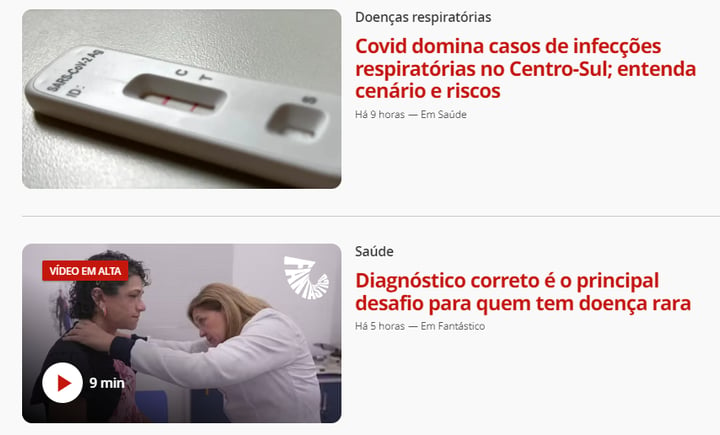 Doenças respiratórias
Covid domina casos de infecções
respiratórias no Centro-Sul; entenda
cenário e riscos
Há 9 horas — Em Saúde
SARS-CoV-2 Ag
ID:
C
T
S
Saúde
Diagnóstico correto é o principal
desafio para quem tem doença rara
Há 5 horas — Em Fantástico
VÍDEO EM ALTA
9 min